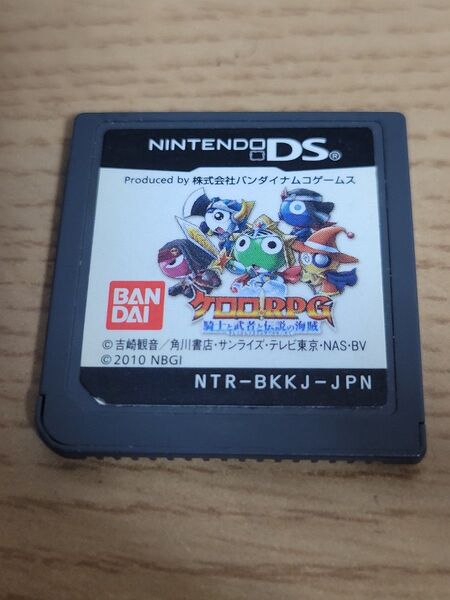 NINTENDO DS®
Produced by 株式会社バンダイナムコゲームス
BAN
DAI
ケロロRPG
騎士と武者と伝説の海賊
©吉崎観音／角川書店・サンライズ・テレビ東京・NAS・BV
©2010 NBGI
NTR-BKKJ-JPN